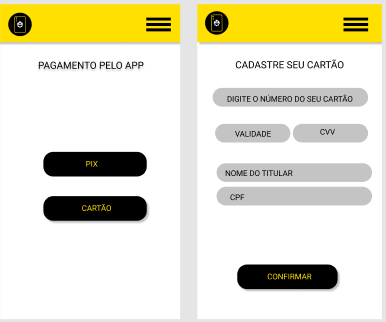 PAGAMENTO PELO APP
PIX
CARTÃO
CADASTRE SEU CARTÃO
DIGITE O NÚMERO DO SEU CARTÃO
VALIDADE
CVV
NOME DO TITULAR
CPF
CONFIRMAR